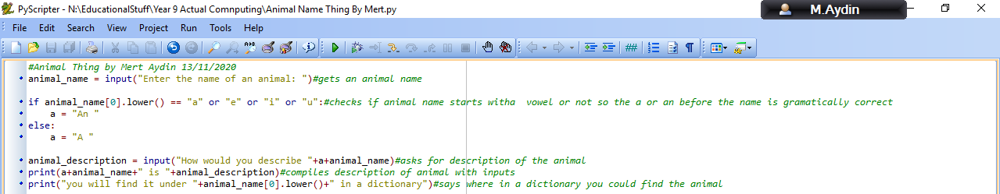 PyScripter - N:\EducationalStuff\Year 9 Actual Comnputing\Animal Name Thing By Mert.py
M.Aydin
File Edit Search View Project Run Tools Help
#Animal Thing by Mert Aydin 13/11/2020
animal_name = input("Enter the name of an animal: ")#gets an animal name
if animal_name[0].lower() == "a" or "e" or "i" or "u":#checks if animal name starts witha  vowel or not so the a or an before the name is gramatically correct
    a = "An "
else:
    a = "A "
animal_description = input("How would you describe "+a+animal_name)#asks for description of the animal
print(a+animal_name+" is "+animal_description)#compiles description of animal with inputs
print("you will find it under "+animal_name[0].lower()+" in a dictionary")#says where in a dictionary you could find the animal